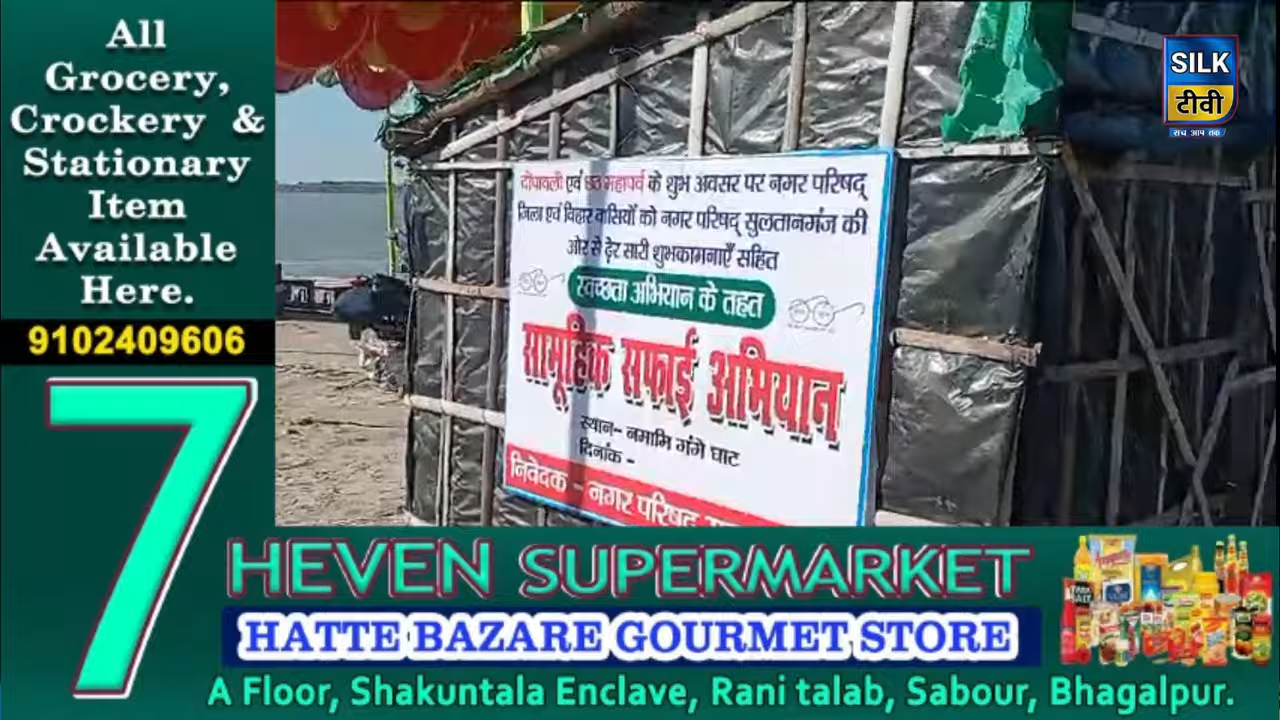 All
Grocery,
Crockery &
Stationary
Item
Available
Here.
9102409606
7
HEVEN SUPERMARKET
HATTE BAZARE GOURMET STORE
A Floor, Shakuntala Enclave, Rani talab, Sabour, Bhagalpur.
SILK
टीवी
सच आप तक
दीपावली एवं छठ महापर्व के शुभ अवसर पर नगर परिषद्
जिला एवं विहार वासियों को नगर परिषद् सुलतानगंज की
ओर से ढ़ेर सारी शुभकामनाएँ सहित
स्वच्छता अभियान के तहत
सामूहिक सफाई अभियान
स्थान- नमामि गंगे घाट
दिनांक -
निवेदक - नगर परिषद्